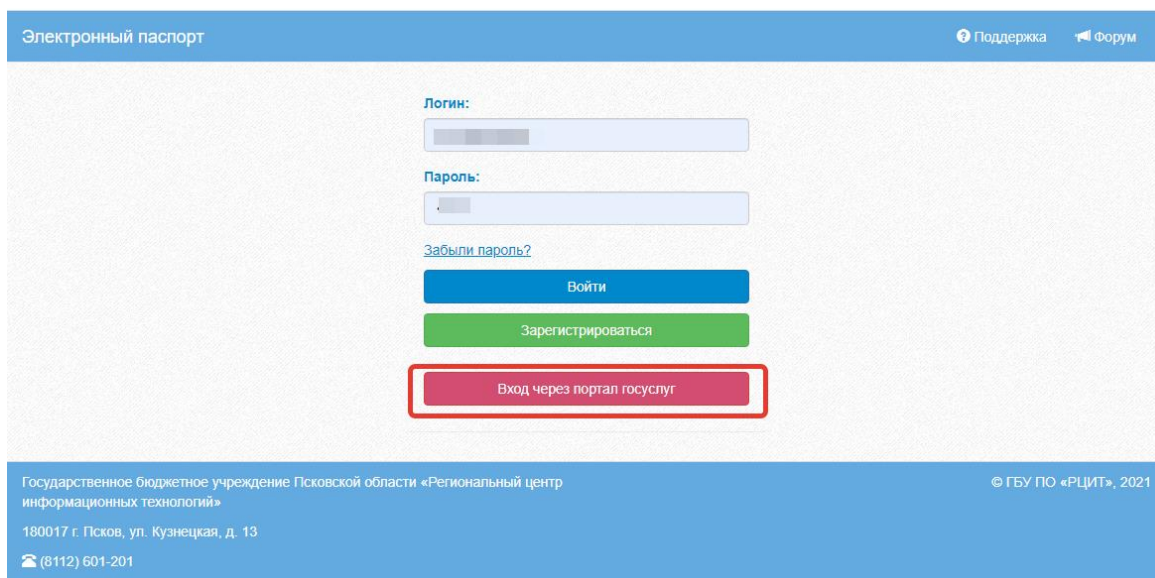 Электронный паспорт
Поддержка
Форум
Логин:
Пароль:
Забыли пароль?
Войти
Зарегистрироваться
Вход через портал госуслуг
Государственное бюджетное учреждение Псковской области «Региональный центр
информационных технологий»
© ГБУ ПО «РЦИТ», 2021
180017 г. Псков, ул. Кузнецкая, д. 13
(8112) 601-201